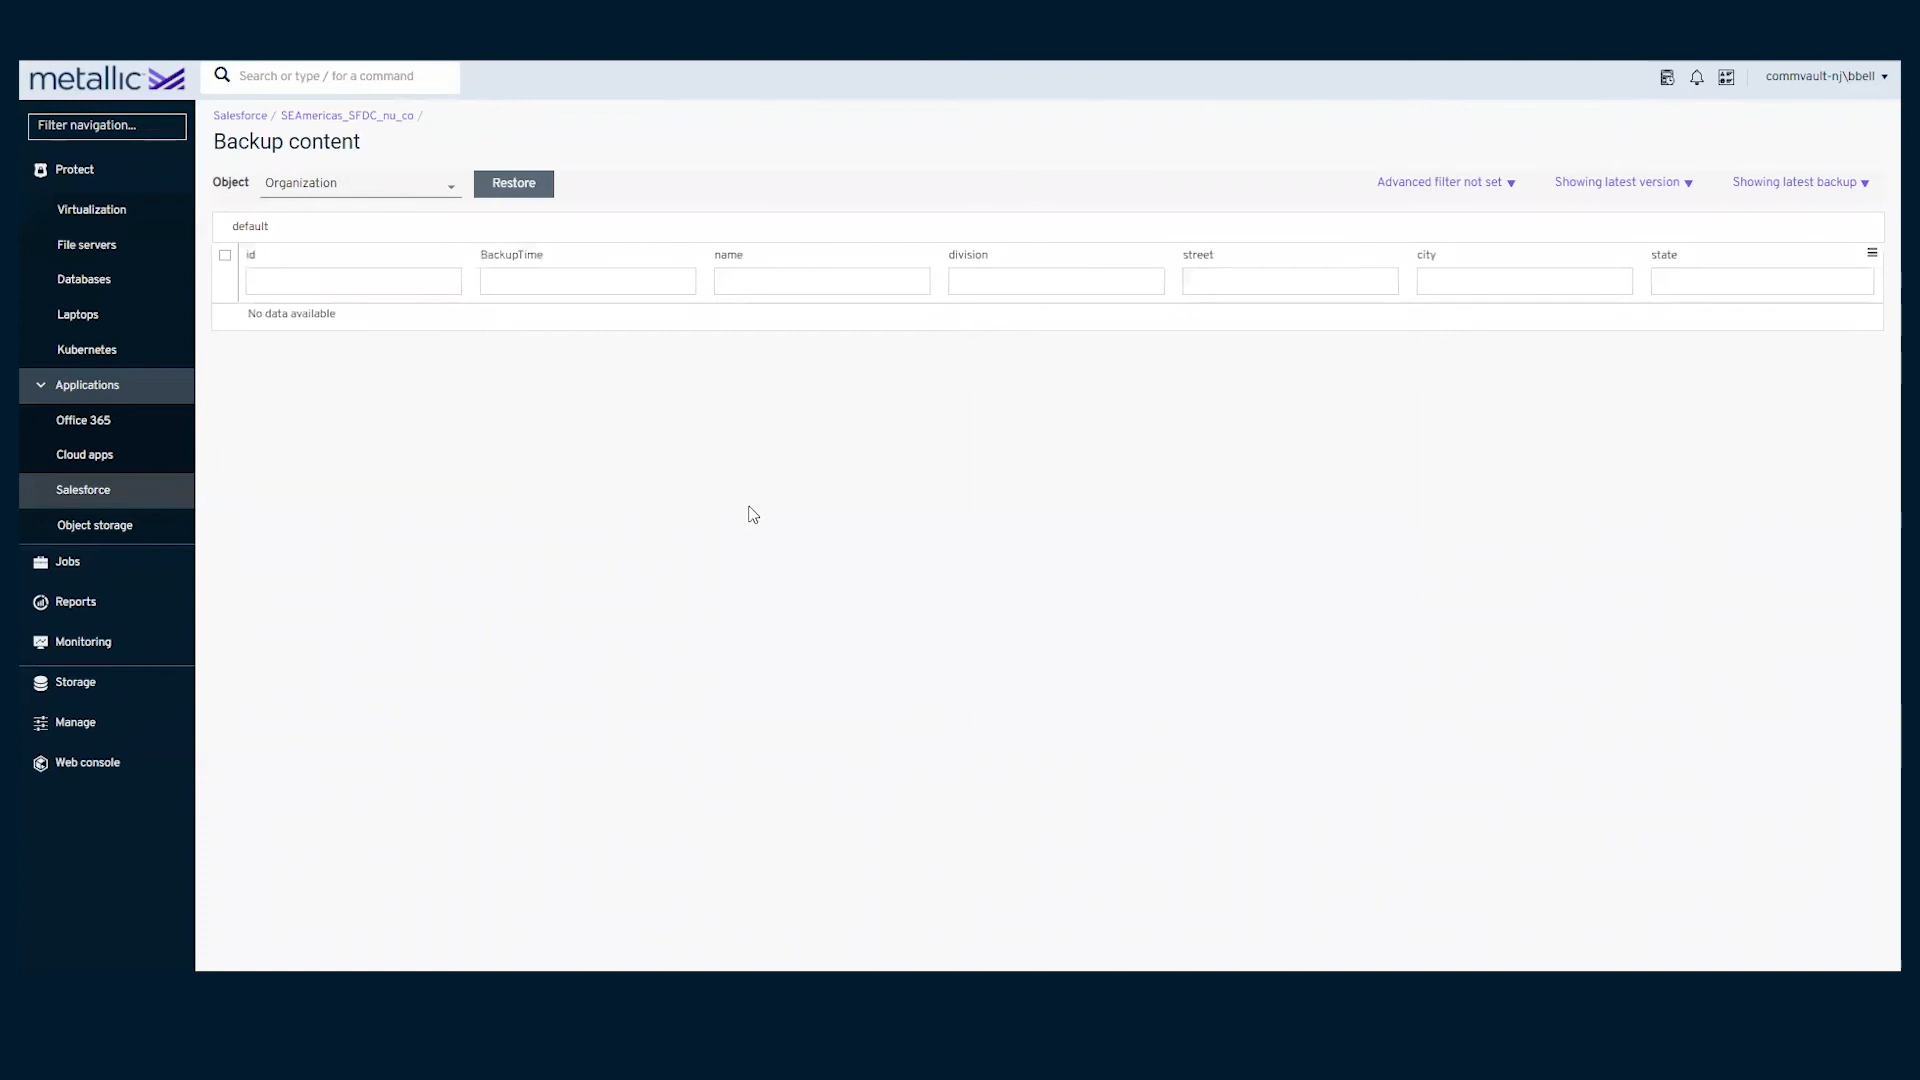 metallic
Search or type / for a command
commvault-nj\bbell
Filter navigation...
Protect
Virtualization
File servers
Databases
Laptops
Kubernetes
Applications
Office 365
Cloud apps
Salesforce
Object storage
Jobs
Reports
Monitoring
Storage
Manage
Web console
Salesforce / SEAmericas_SFDC_nu_co /
Backup content
Object Organization Restore Advanced filter not set Showing latest version Showing latest backup
default
id BackupTime name division street city state
No data available